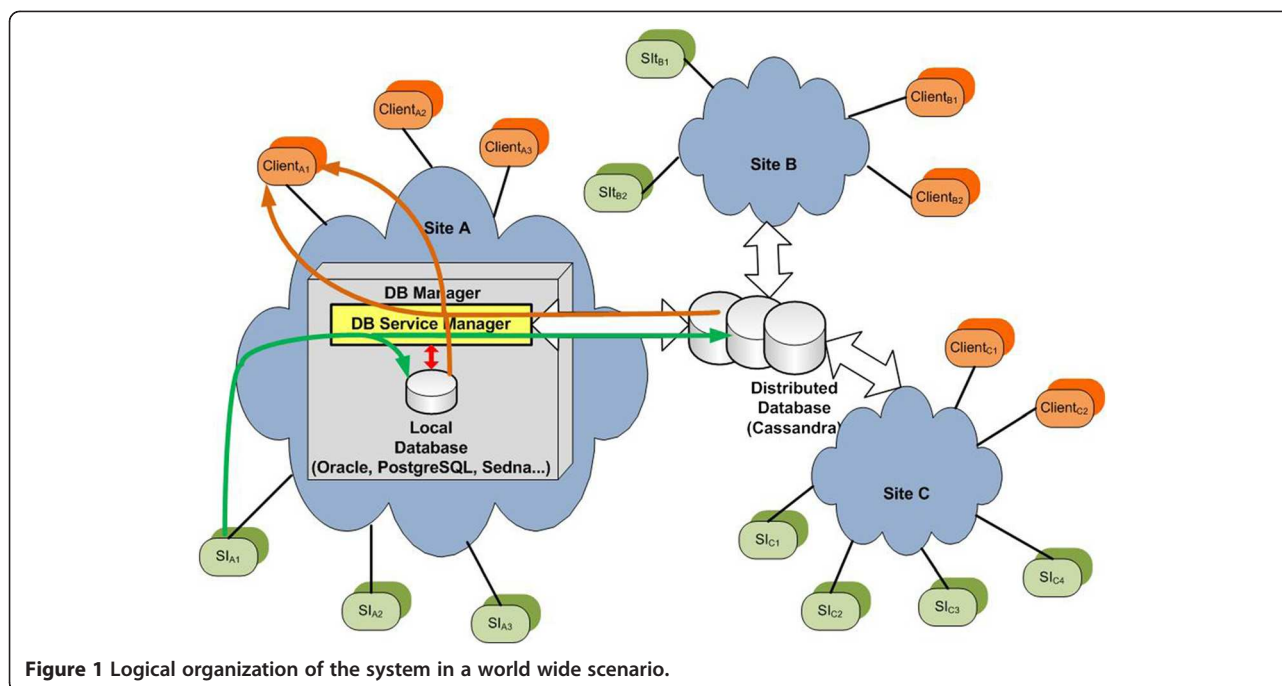 Client_A1
Client_A2
Client_A3
Site A
DB Manager
DB Service Manager
Local
Database
(Oracle, PostgreSQL, Sedna...)
SI_A1
SI_A2
SI_A3
SIt_B1
SIt_B2
Site B
Client_B1
Client_B2
Distributed
Database
(Cassandra)
Client_C1
Client_C2
Site C
SI_C1
SI_C2
SI_C3
SI_C4
Figure 1 Logical organization of the system in a world wide scenario.